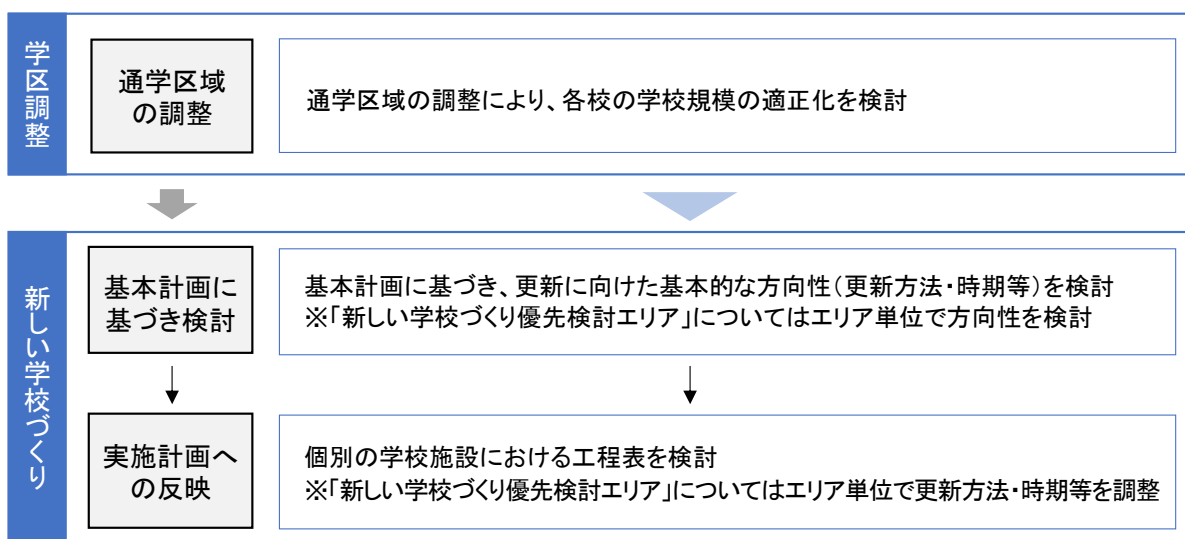 学区調整
通学区域
の調整
通学区域の調整により、各校の学校規模の適正化を検討
新しい学校づくり
基本計画に
基づき検討
基本計画に基づき、更新に向けた基本的な方向性（更新方法・時期等）を検討
※「新しい学校づくり優先検討エリア」についてはエリア単位で方向性を検討
実施計画へ
の反映
個別の学校施設における工程表を検討
※「新しい学校づくり優先検討エリア」についてはエリア単位で更新方法・時期等を調整